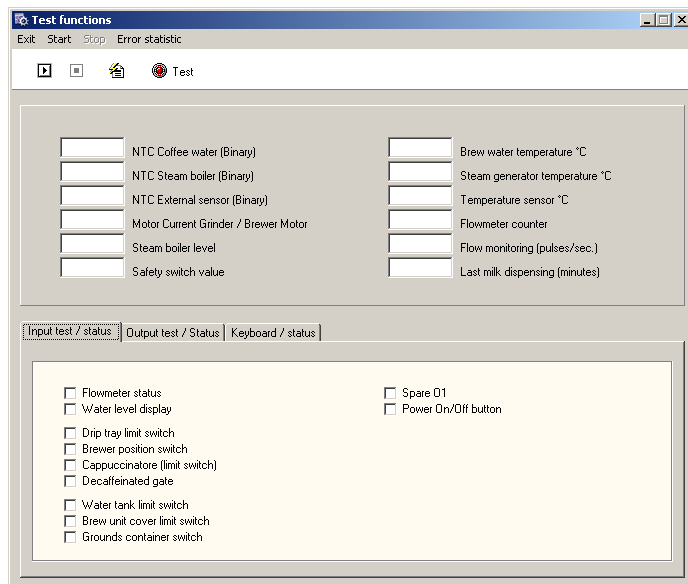 Test functions
Exit Start Stop Error statistic
Test
NTC Coffee water (Binary)
NTC Steam boiler (Binary)
NTC External sensor (Binary)
Motor Current Grinder / Brewer Motor
Steam boiler level
Safety switch value
Brew water temperature °C
Steam generator temperature °C
Temperature sensor °C
Flowmeter counter
Flow monitoring (pulses/sec.)
Last milk dispensing (minutes)
Input test / status Output test / Status Keyboard / status
Flowmeter status
Water level display
Drip tray limit switch
Brewer position switch
Cappuccinatore (limit switch)
Decaffeinated gate
Water tank limit switch
Brew unit cover limit switch
Grounds container switch
Spare 01
Power On/Off button